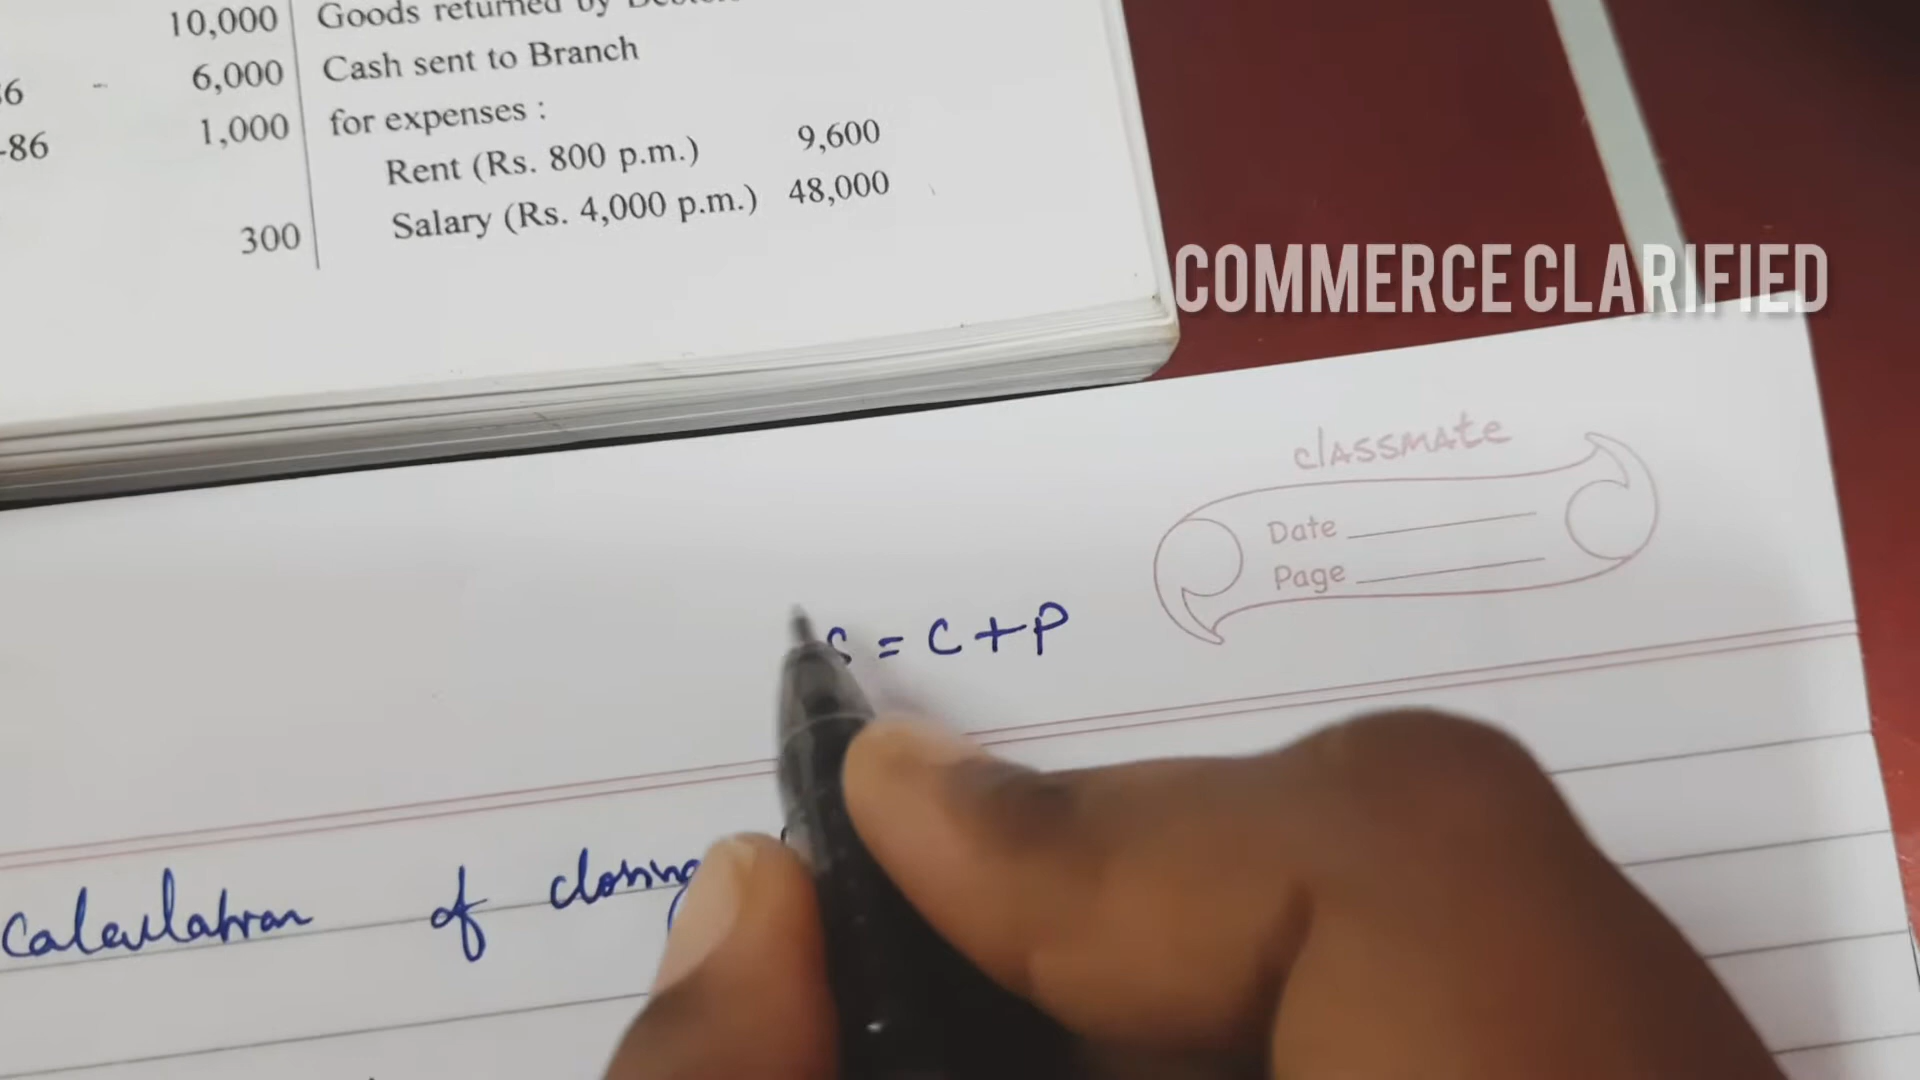 10,000 Goods returned by
6,000 Cash sent to Branch
1,000 for expenses :
-86 Rent (Rs. 800 p.m.) 9,600
300 Salary (Rs. 4,000 p.m.) 48,000
COMMERCE CLARIFIED
classmate
Date
Page
S = C + P
Calculation of closing